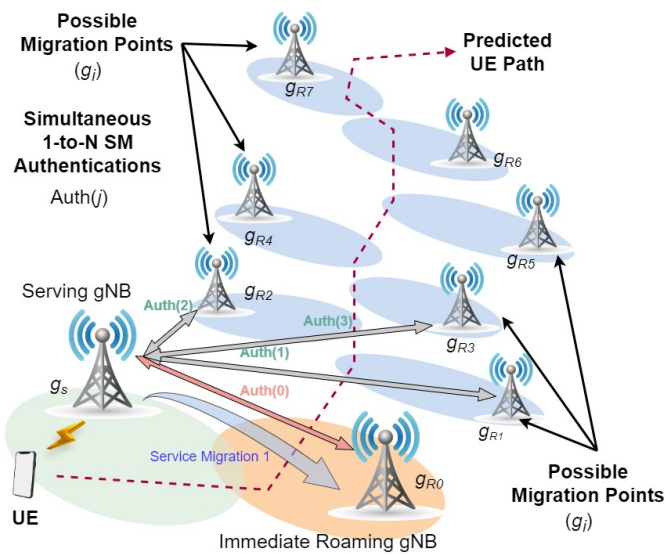 Possible
Migration Points
(gi)
Predicted
UE Path
gR7
Simultaneous
1-to-N SM
Authentications
Auth(j)
gR6
gR4
gR5
Serving gNB
gR2
Auth(2)
Auth(3)
gR3
Auth(1)
gs
Auth(0)
gR1
Service Migration 1
gR0
UE
Immediate Roaming gNB
Possible
Migration Points
(gi)